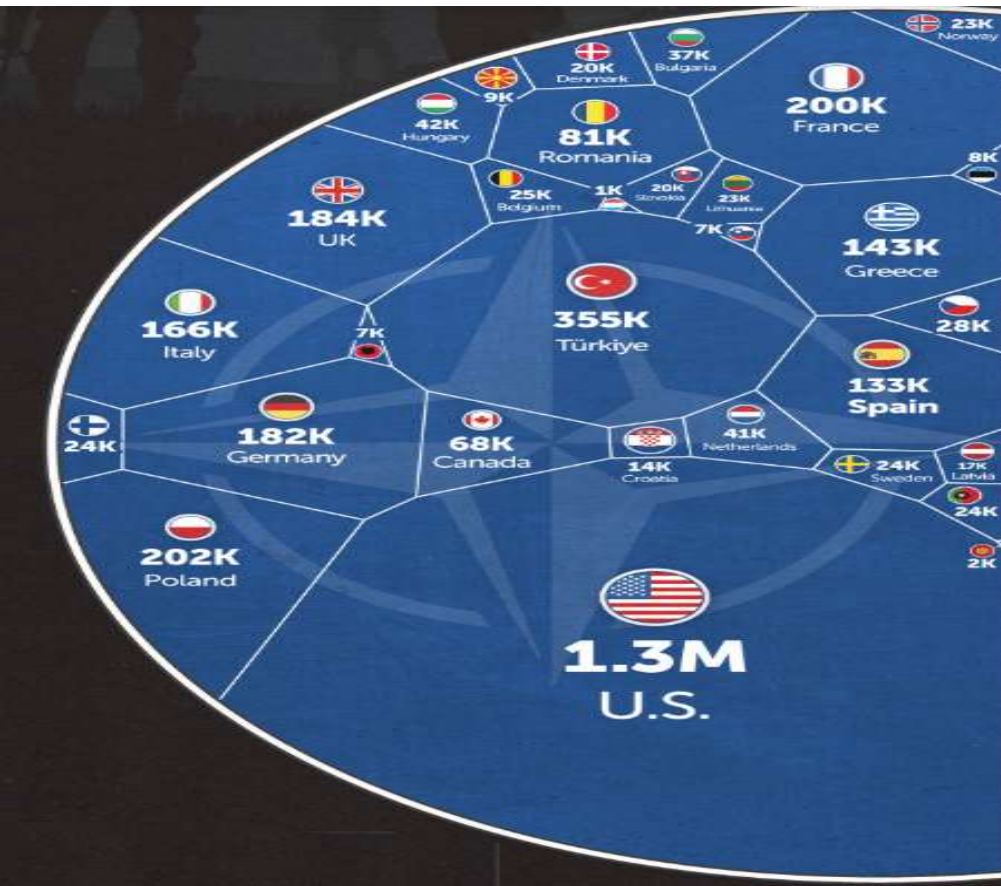 23K
Norway
20K
Denmark
37K
Bulgaria
9K
42K
Hungary
81K
Romania
200K
France
8K
184K
UK
25K
Belgium
1K
20K
Slovakia
23K
Lithuania
7K
143K
Greece
166K
Italy
7K
355K
Türkiye
28K
133K
Spain
24K
182K
Germany
68K
Canada
14K
Croatia
41K
Netherlands
24K
Sweden
17K
Latvia
24K
2K
202K
Poland
1.3M
U.S.